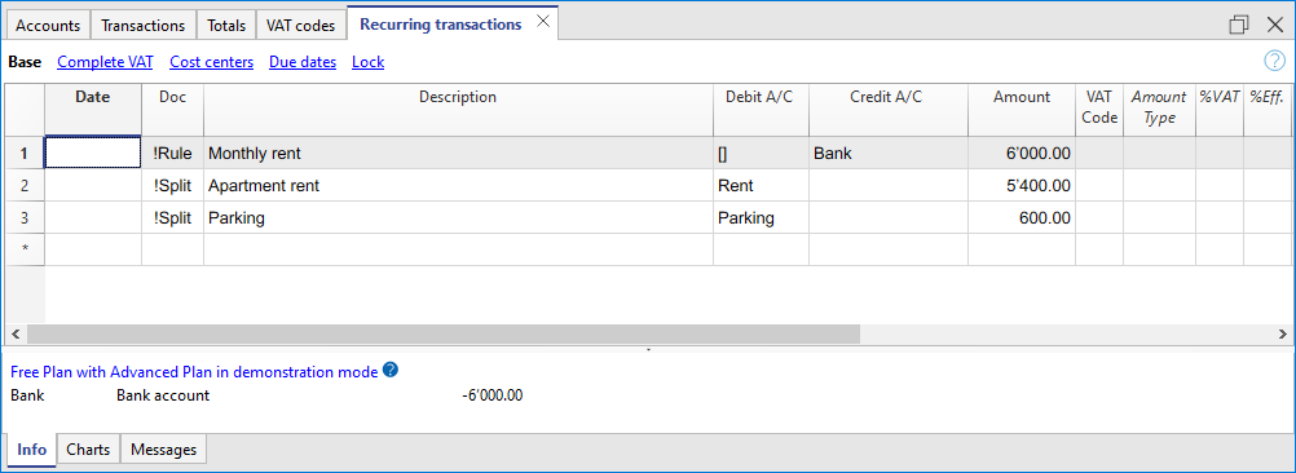 Accounts Transactions Totals VAT codes Recurring transactions
Base Complete VAT Cost centers Due dates Lock ?
Date Doc Description Debit A/C Credit A/C Amount VAT Code Amount Type %VAT %Eff.
1 !Rule Monthly rent [] Bank 6'000.00
2 !Split Apartment rent Rent 5'400.00
3 !Split Parking Parking 600.00
*
Free Plan with Advanced Plan in demonstration mode ?
Bank Bank account -6'000.00
Info Charts Messages